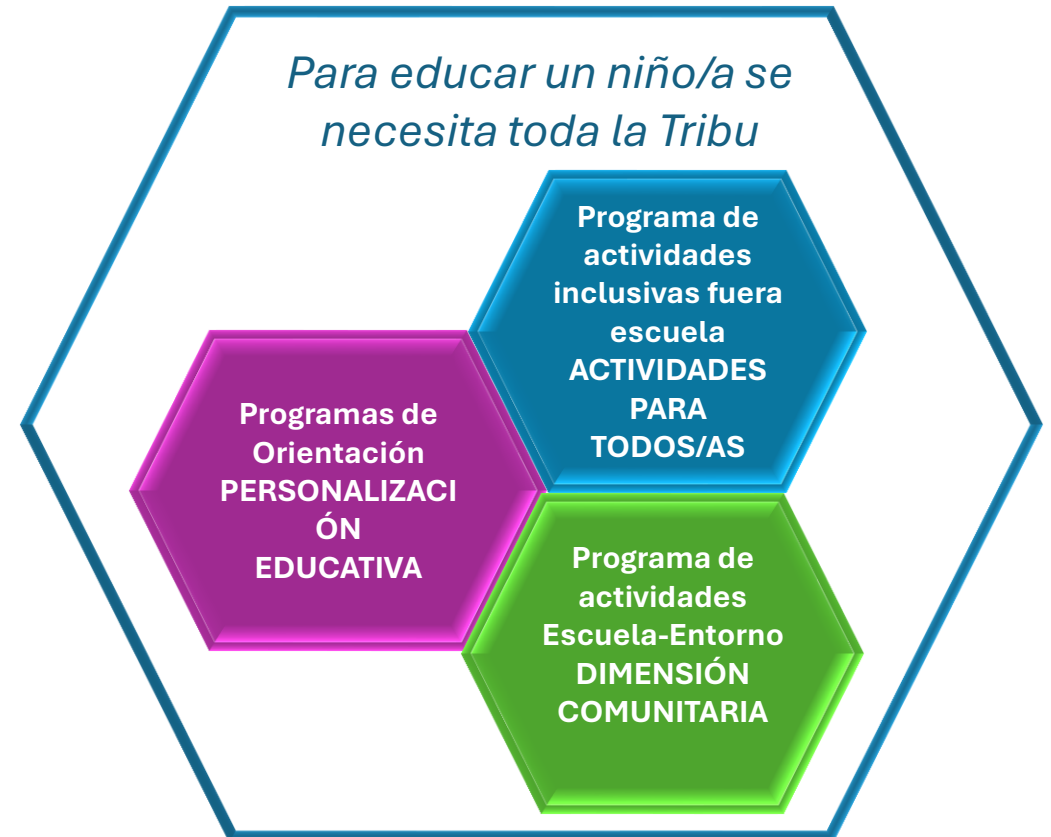 Para educar un niño/a se
necesita toda la Tribu
Programa de
actividades
inclusivas fuera
escuela
ACTIVIDADES
PARA
TODOS/AS
Programas de
Orientación
PERSONALIZACI
ÓN
EDUCATIVA
Programa de
actividades
Escuela-Entorno
DIMENSIÓN
COMUNITARIA